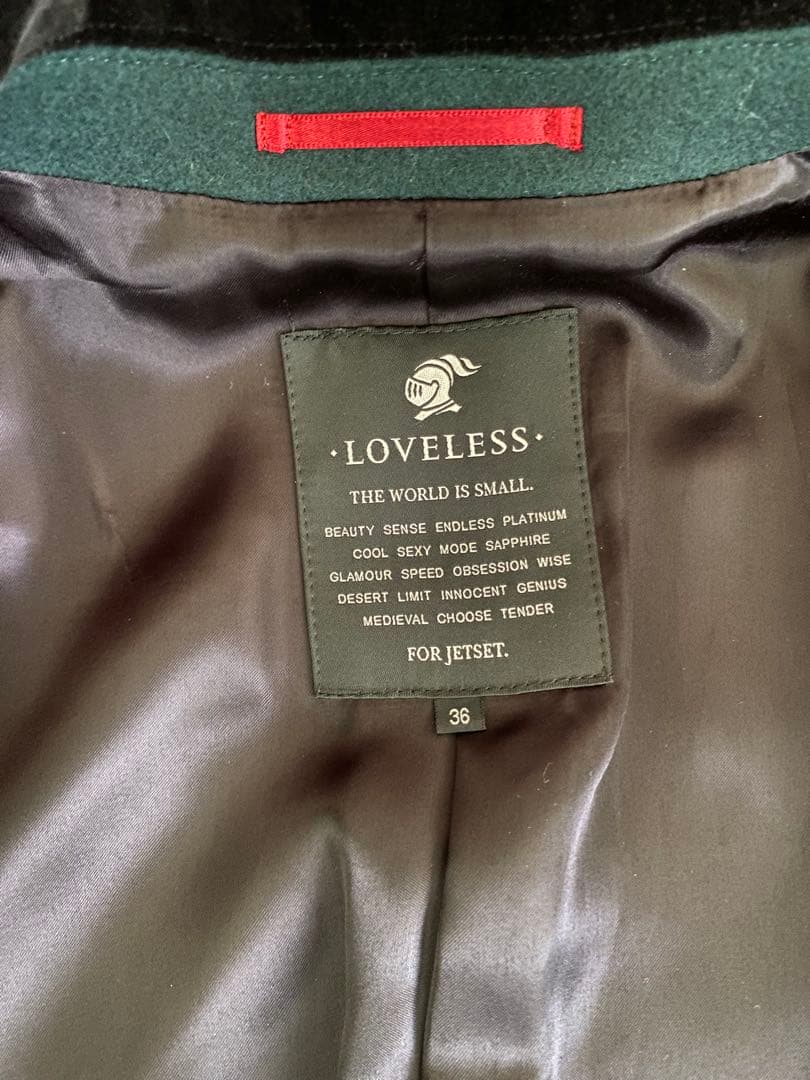 ·LOVELESS·
THE WORLD IS SMALL.
BEAUTY SENSE ENDLESS PLATINUM
COOL SEXY MODE SAPPHIRE
GLAMOUR SPEED OBSESSION WISE
DESERT LIMIT INNOCENT GENIUS
MEDIEVAL CHOOSE TENDER
FOR JETSET.
36